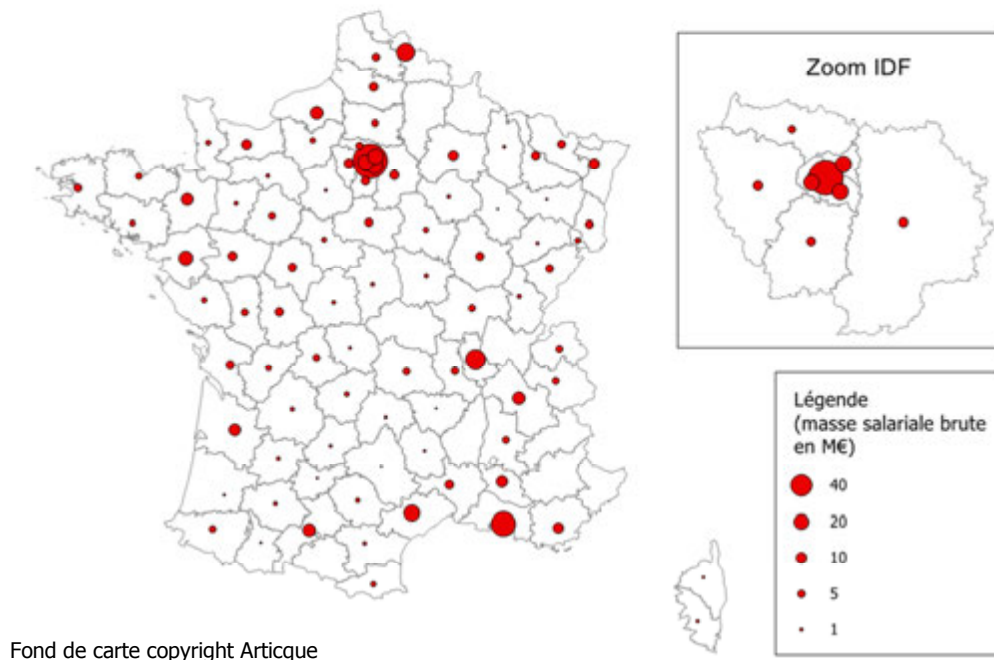 Zoom IDF
Légende
(masse salariale brute
en M€)
40
20
10
5
1
Fond de carte copyright Articque